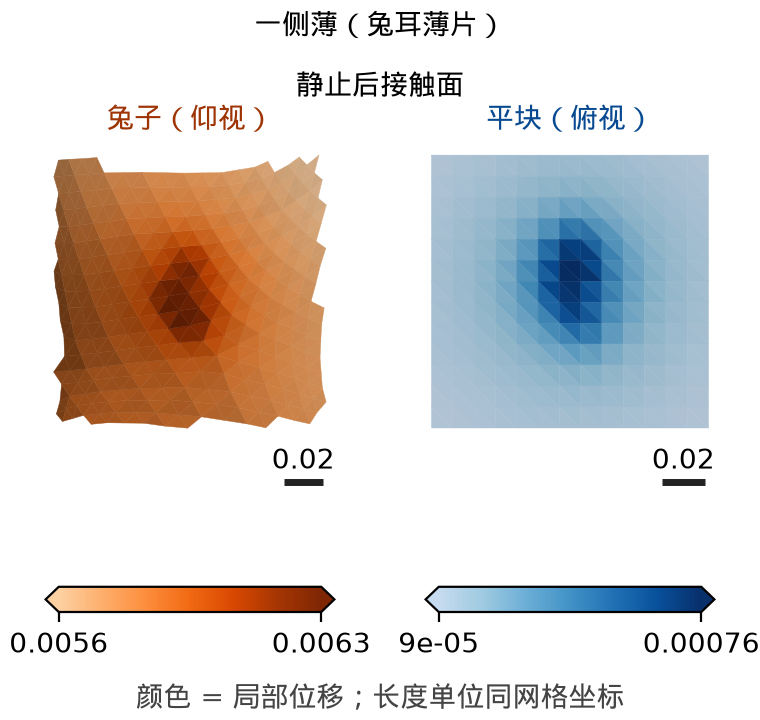 一侧薄（兔耳薄片）
静止后接触面
兔子（仰视）
平块（俯视）
0.02
0.02
0.0056
0.0063
9e-05
0.00076
颜色 = 局部位移；长度单位同网格坐标